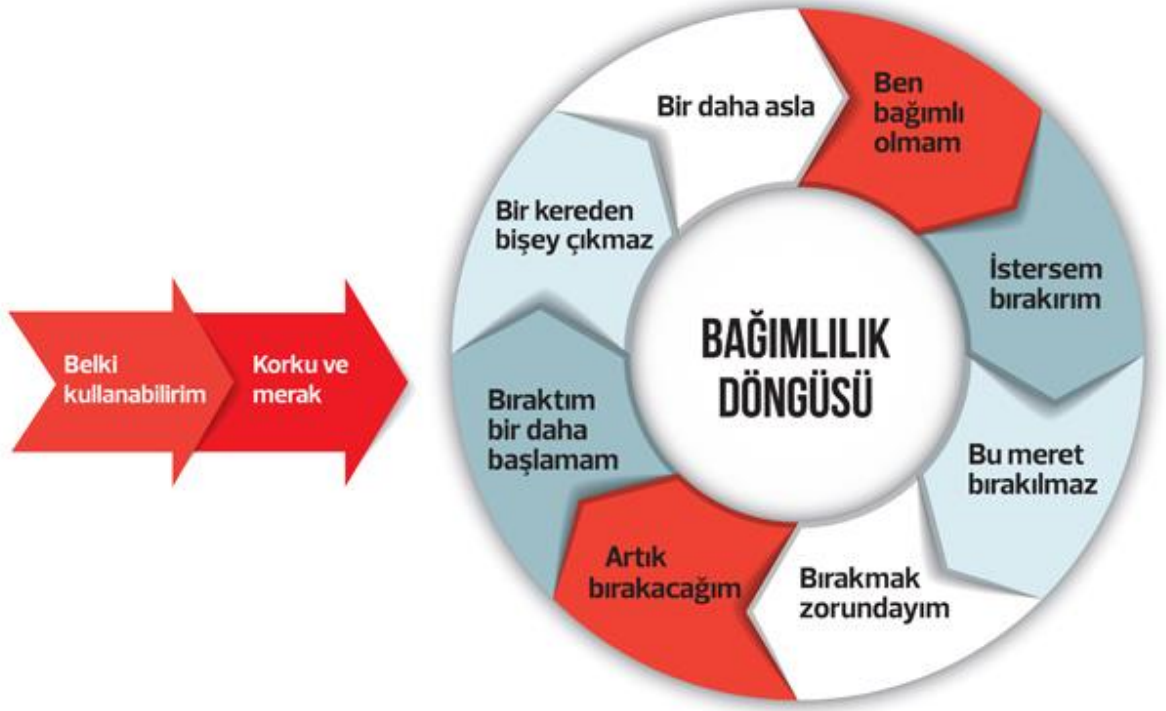 Belki
kullanabilirim
Korku ve
merak
Bir kereden
bişey çıkmaz
Bir daha asla
Ben
bağımlı
olmam
İstersem
bırakırım
Bu meret
bırakılmaz
Bırakmak
zorundayım
Artık
bırakacağım
Bıraktım
bir daha
başlamam
BAĞIMLILIK
DÖNGÜSÜ